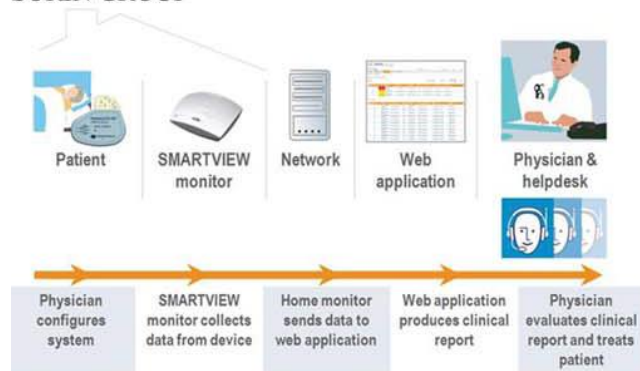 Patient
SMARTVIEW
monitor
Network
Web
application
Physician &
helpdesk
Physician
configures
system
SMARTVIEW
monitor collects
data from device
Home monitor
sends data to
web application
Web application
produces clinical
report
Physician
evaluates clinical
report and treats
patient